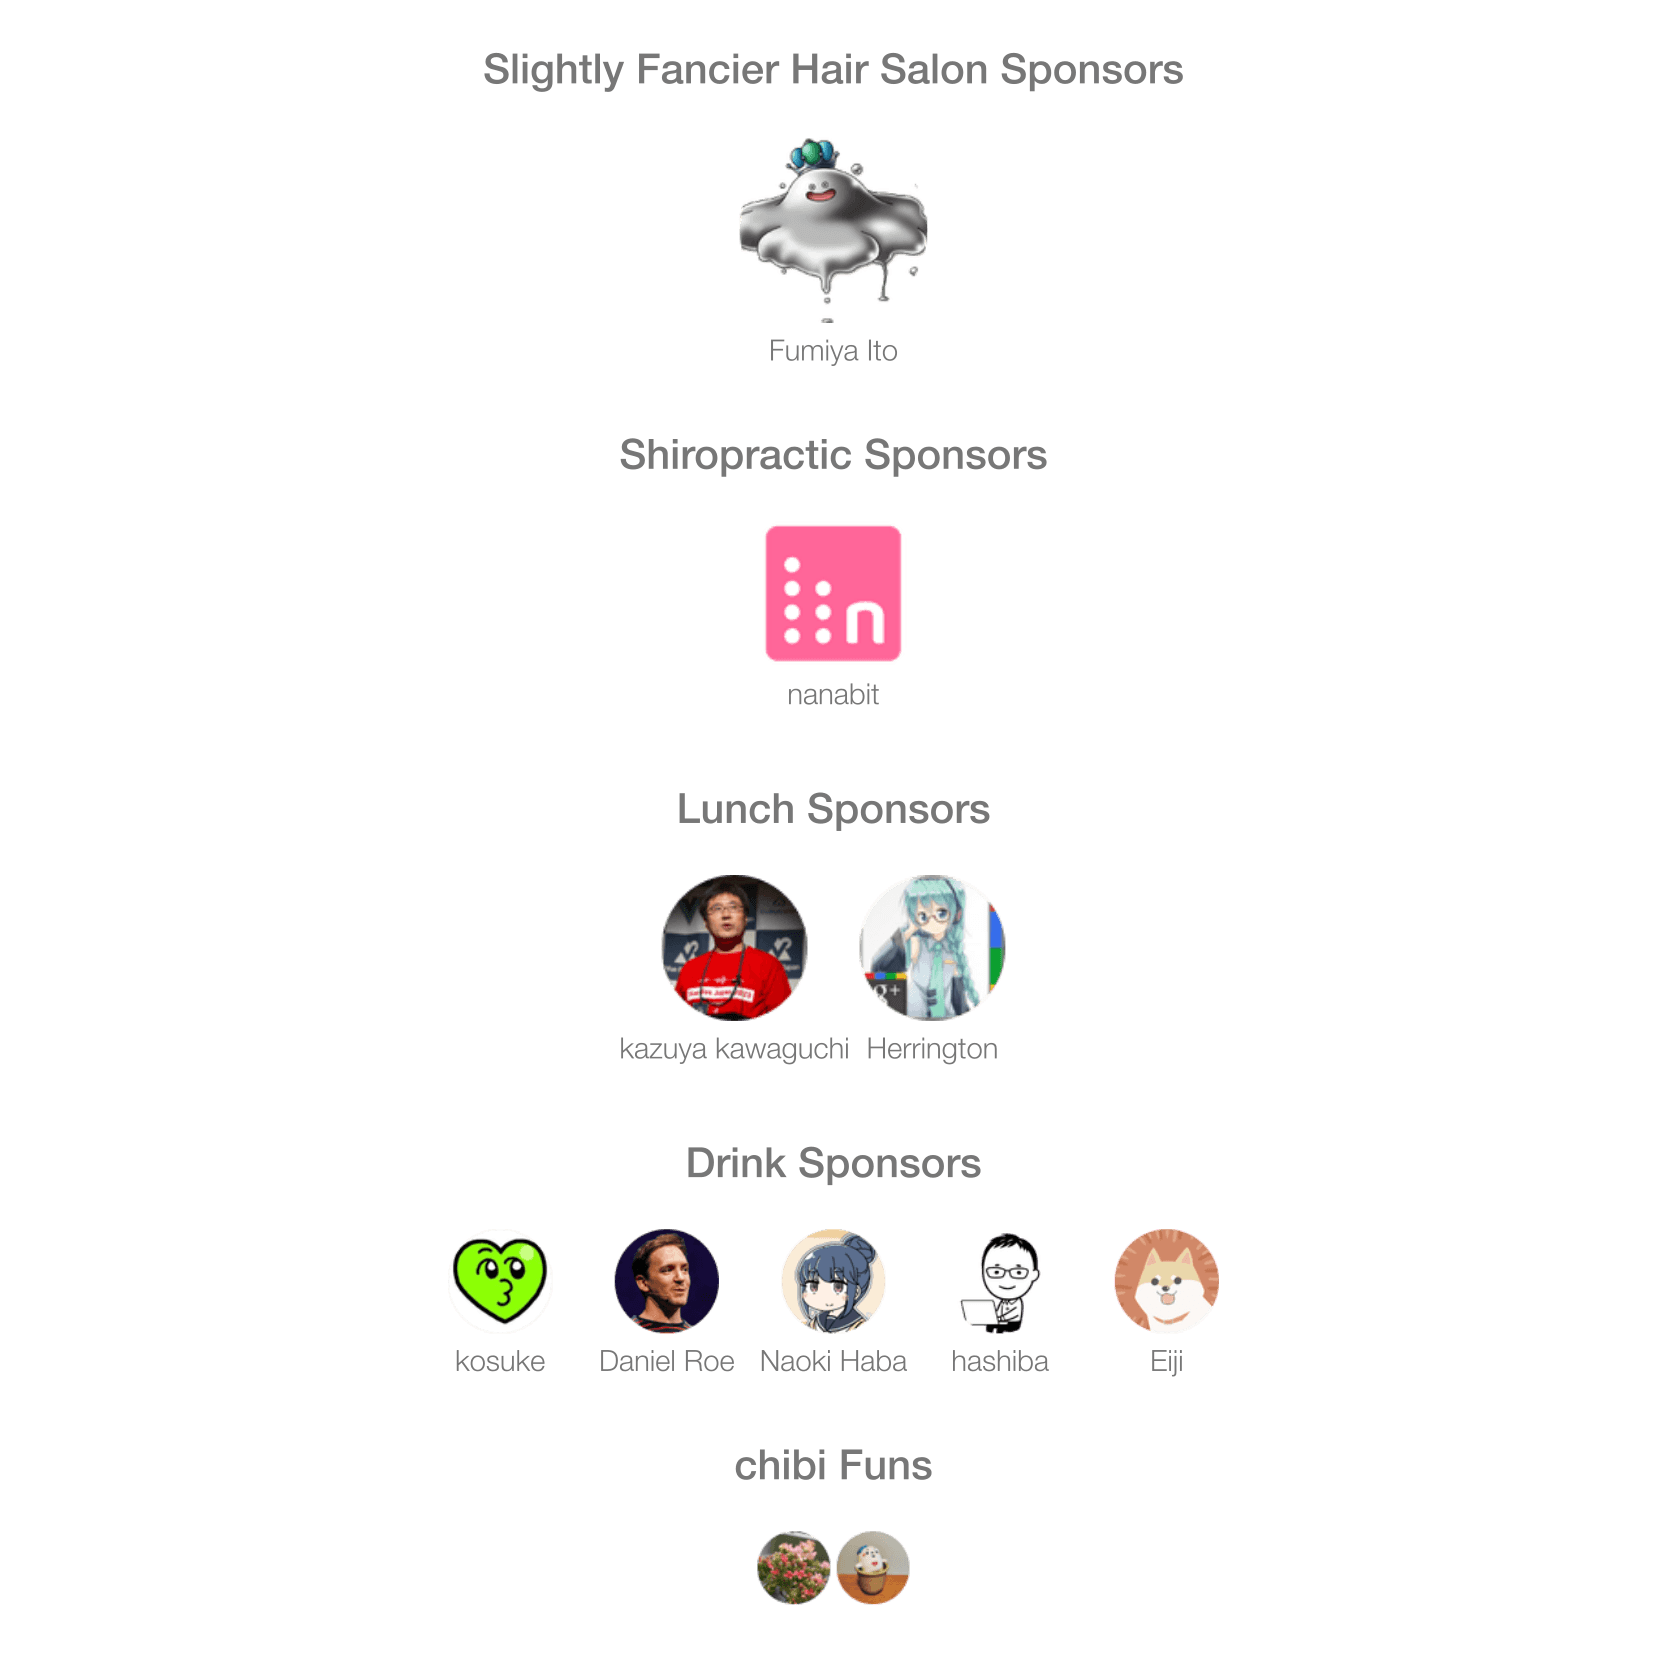 Slightly Fancier Hair Salon Sponsors
Fumiya Ito
Shiropractic Sponsors
n
nanabit
Lunch Sponsors
g+
kazuya kawaguchi Herrington
Drink Sponsors
kosuke Daniel Roe Naoki Haba hashiba Eiji
chibi Funs